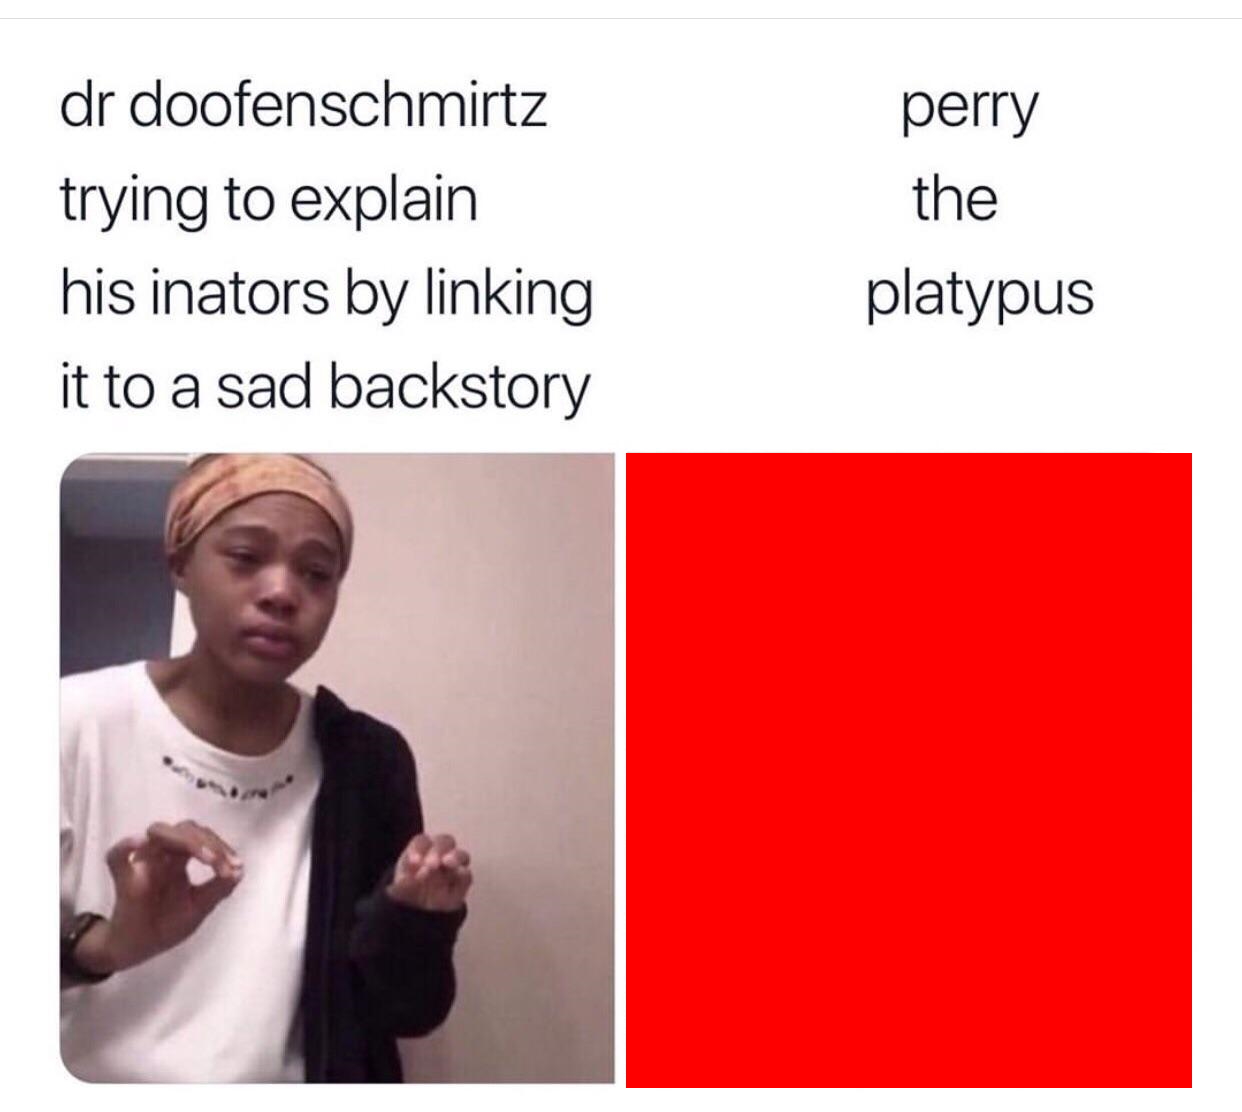 dr doofenschmirtz
trying to explain
his inators by linking
it to a sad backstory
perry
the
platypus